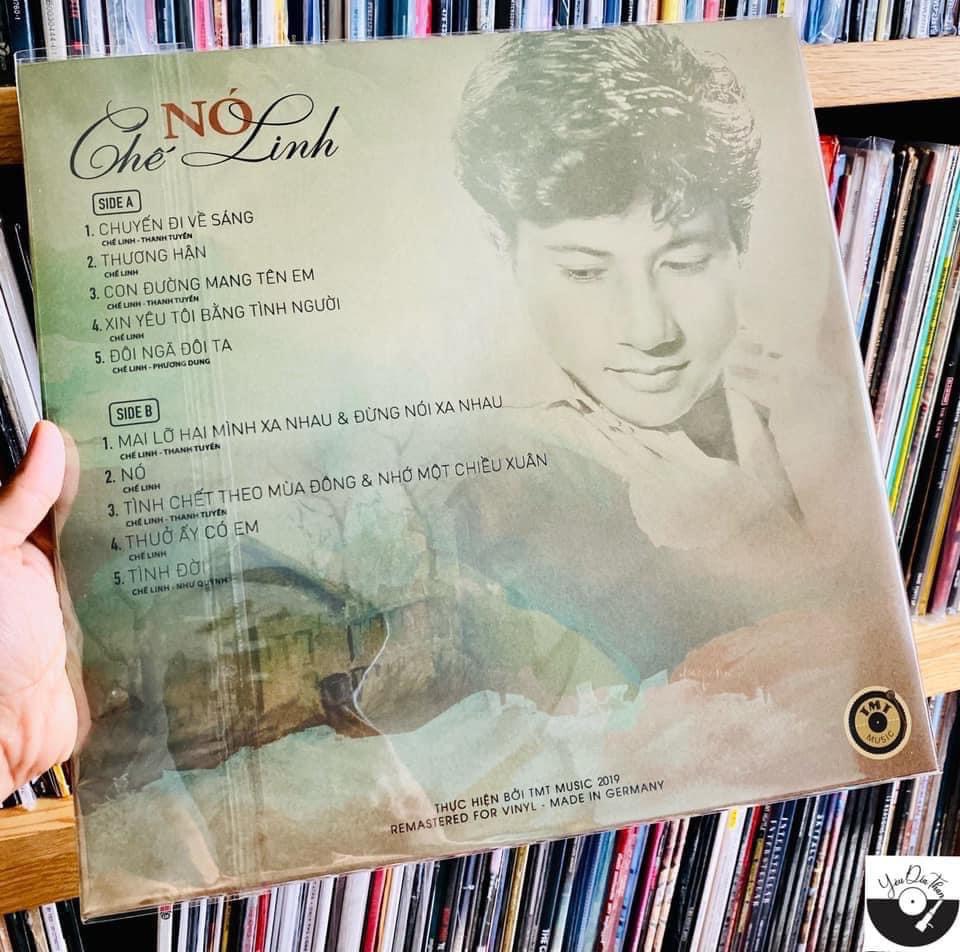 NÓ
Chế Linh
SIDE A
1. CHUYẾN ĐI VỀ SÁNG
CHẾ LINH - THANH TUYỀN
2. THƯƠNG HẬN
CHẾ LINH
3. CON ĐƯỜNG MANG TÊN EM
CHẾ LINH - THANH TUYỀN
4. XIN YÊU TÔI BẰNG TÌNH NGƯỜI
CHẾ LINH
5. ĐÔI NGÃ ĐÔI TA
CHẾ LINH - PHƯƠNG DUNG
SIDE B
1. MAI LỠ HAI MÌNH XA NHAU & ĐỪNG NÓI XA NHAU
CHẾ LINH - THANH TUYỀN
2. NÓ
CHẾ LINH
3. TÌNH CHẾT THEO MÙA ĐÔNG & NHỚ MỘT CHIỀU XUÂN
CHẾ LINH - THANH TUYỀN
4. THUỞ ẤY CÓ EM
CHẾ LINH
5. TÌNH ĐỜI
CHẾ LINH - NHƯ QUỲNH
TMT
MUSIC
THỰC HIỆN BỞI TMT MUSIC 2019
REMASTERED FOR VINYL - MADE IN GERMANY
INTERSTELLAR
SKYFALL
Yêu Dĩa Than